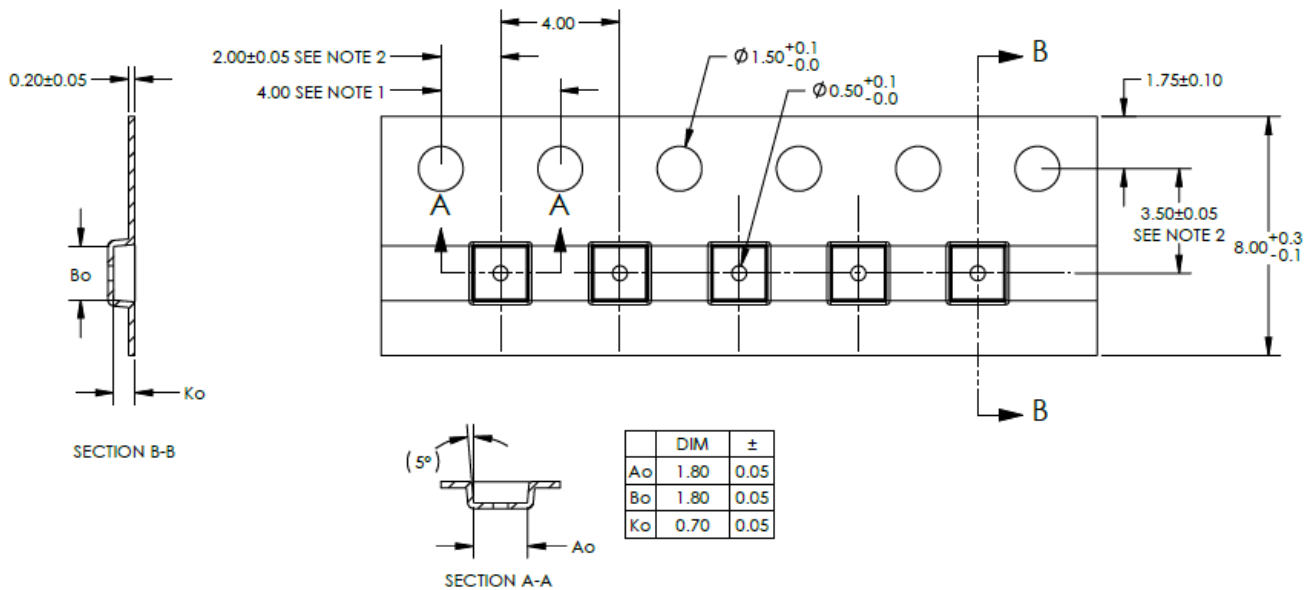 4.00
2.00±0.05 SEE NOTE 2
0.20±0.05
4.00 SEE NOTE 1
Ø1.50 +0.1 -0.0
Ø0.50 +0.1 -0.0
B
1.75±0.10
A A
3.50±0.05
SEE NOTE 2
8.00 +0.3 -0.1
Bo
Ko
B
SECTION B-B
(5°)
Ao
SECTION A-A
DIM ±
Ao 1.80 0.05
Bo 1.80 0.05
Ko 0.70 0.05